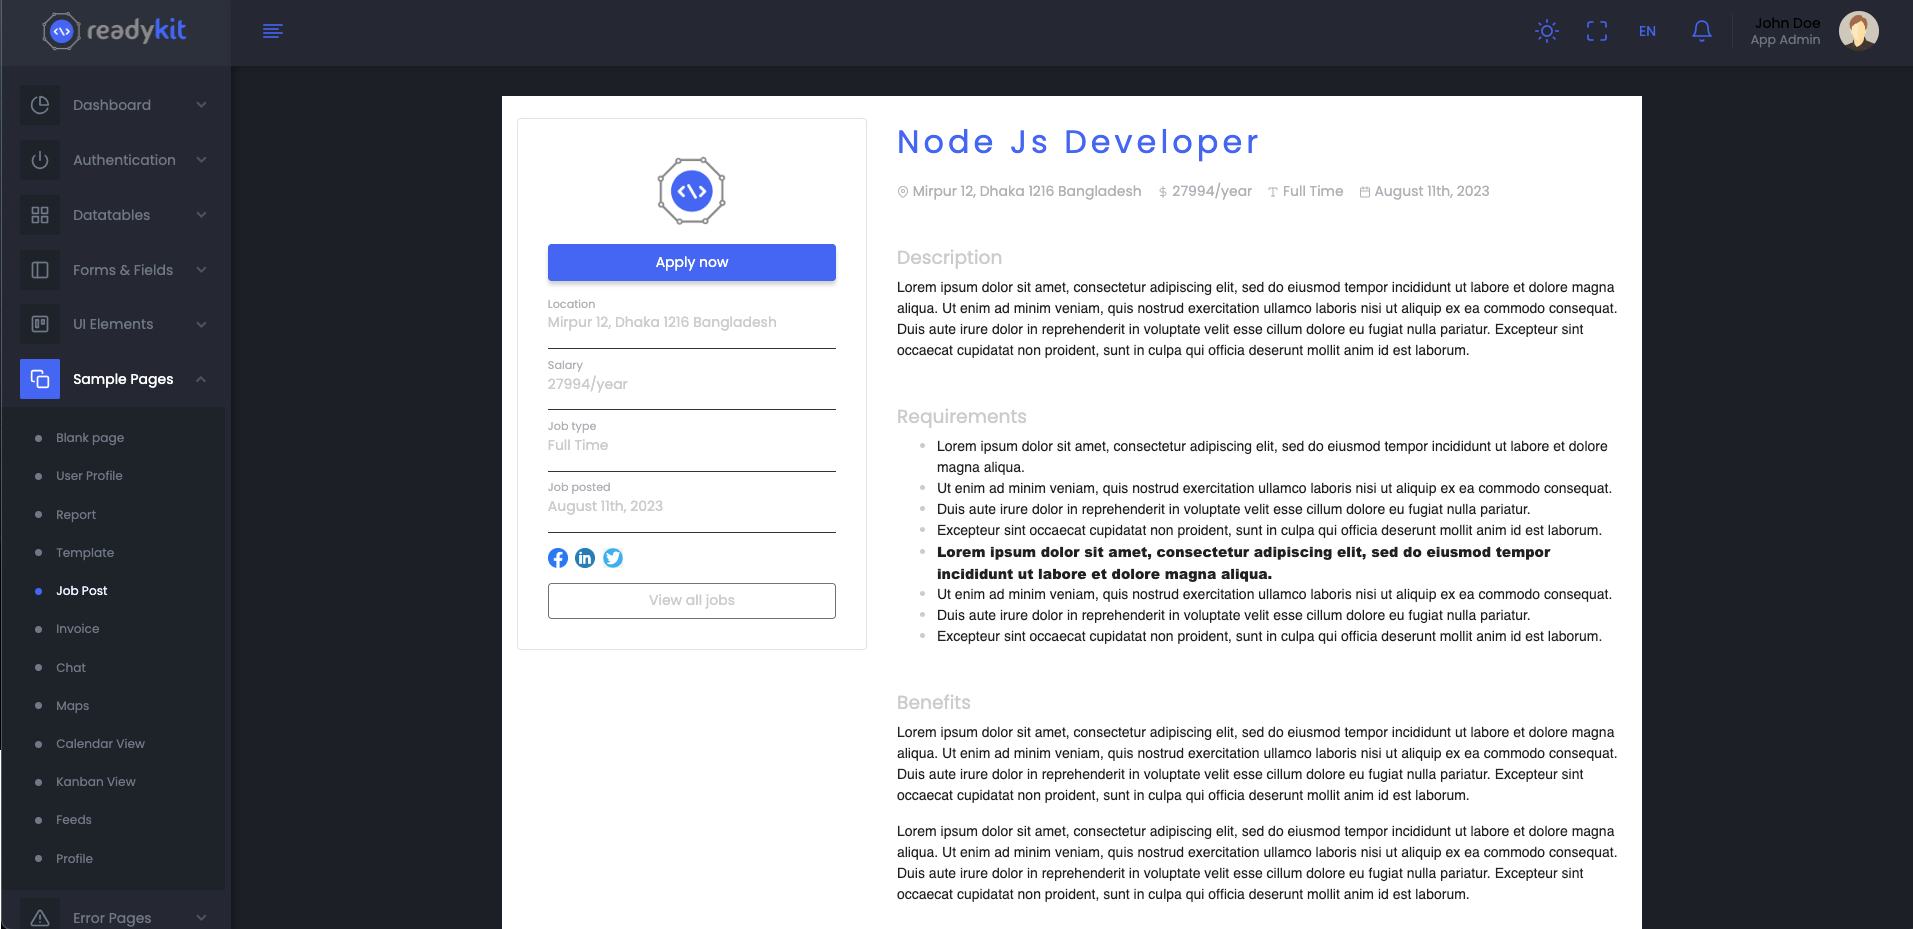 readykit
EN
John Doe
App Admin
Dashboard
Authentication
Datatables
Forms & Fields
UI Elements
Sample Pages
Blank page
User Profile
Report
Template
Job Post
Invoice
Chat
Maps
Calendar View
Kanban View
Feeds
Profile
Error Pages
Apply now
Location
Mirpur 12, Dhaka 1216 Bangladesh
Salary
27994/year
Job type
Full Time
Job posted
August 11th, 2023
View all jobs
Node Js Developer
Mirpur 12, Dhaka 1216 Bangladesh $ 27994/year Full Time August 11th, 2023
Description
Lorem ipsum dolor sit amet, consectetur adipiscing elit, sed do eiusmod tempor incididunt ut labore et dolore magna
aliqua. Ut enim ad minim veniam, quis nostrud exercitation ullamco laboris nisi ut aliquip ex ea commodo consequat.
Duis aute irure dolor in reprehenderit in voluptate velit esse cillum dolore eu fugiat nulla pariatur. Excepteur sint
occaecat cupidatat non proident, sunt in culpa qui officia deserunt mollit anim id est laborum.
Requirements
Lorem ipsum dolor sit amet, consectetur adipiscing elit, sed do eiusmod tempor incididunt ut labore et dolore
magna aliqua.
Ut enim ad minim veniam, quis nostrud exercitation ullamco laboris nisi ut aliquip ex ea commodo consequat.
Duis aute irure dolor in reprehenderit in voluptate velit esse cillum dolore eu fugiat nulla pariatur.
Excepteur sint occaecat cupidatat non proident, sunt in culpa qui officia deserunt mollit anim id est laborum.
Lorem ipsum dolor sit amet, consectetur adipiscing elit, sed do eiusmod tempor
incididunt ut labore et dolore magna aliqua.
Ut enim ad minim veniam, quis nostrud exercitation ullamco laboris nisi ut aliquip ex ea commodo consequat.
Duis aute irure dolor in reprehenderit in voluptate velit esse cillum dolore eu fugiat nulla pariatur.
Excepteur sint occaecat cupidatat non proident, sunt in culpa qui officia deserunt mollit anim id est laborum.
Benefits
Lorem ipsum dolor sit amet, consectetur adipiscing elit, sed do eiusmod tempor incididunt ut labore et dolore magna
aliqua. Ut enim ad minim veniam, quis nostrud exercitation ullamco laboris nisi ut aliquip ex ea commodo consequat.
Duis aute irure dolor in reprehenderit in voluptate velit esse cillum dolore eu fugiat nulla pariatur. Excepteur sint
occaecat cupidatat non proident, sunt in culpa qui officia deserunt mollit anim id est laborum.
Lorem ipsum dolor sit amet, consectetur adipiscing elit, sed do eiusmod tempor incididunt ut labore et dolore magna
aliqua. Ut enim ad minim veniam, quis nostrud exercitation ullamco laboris nisi ut aliquip ex ea commodo consequat.
Duis aute irure dolor in reprehenderit in voluptate velit esse cillum dolore eu fugiat nulla pariatur. Excepteur sint
occaecat cupidatat non proident, sunt in culpa qui officia deserunt mollit anim id est laborum.